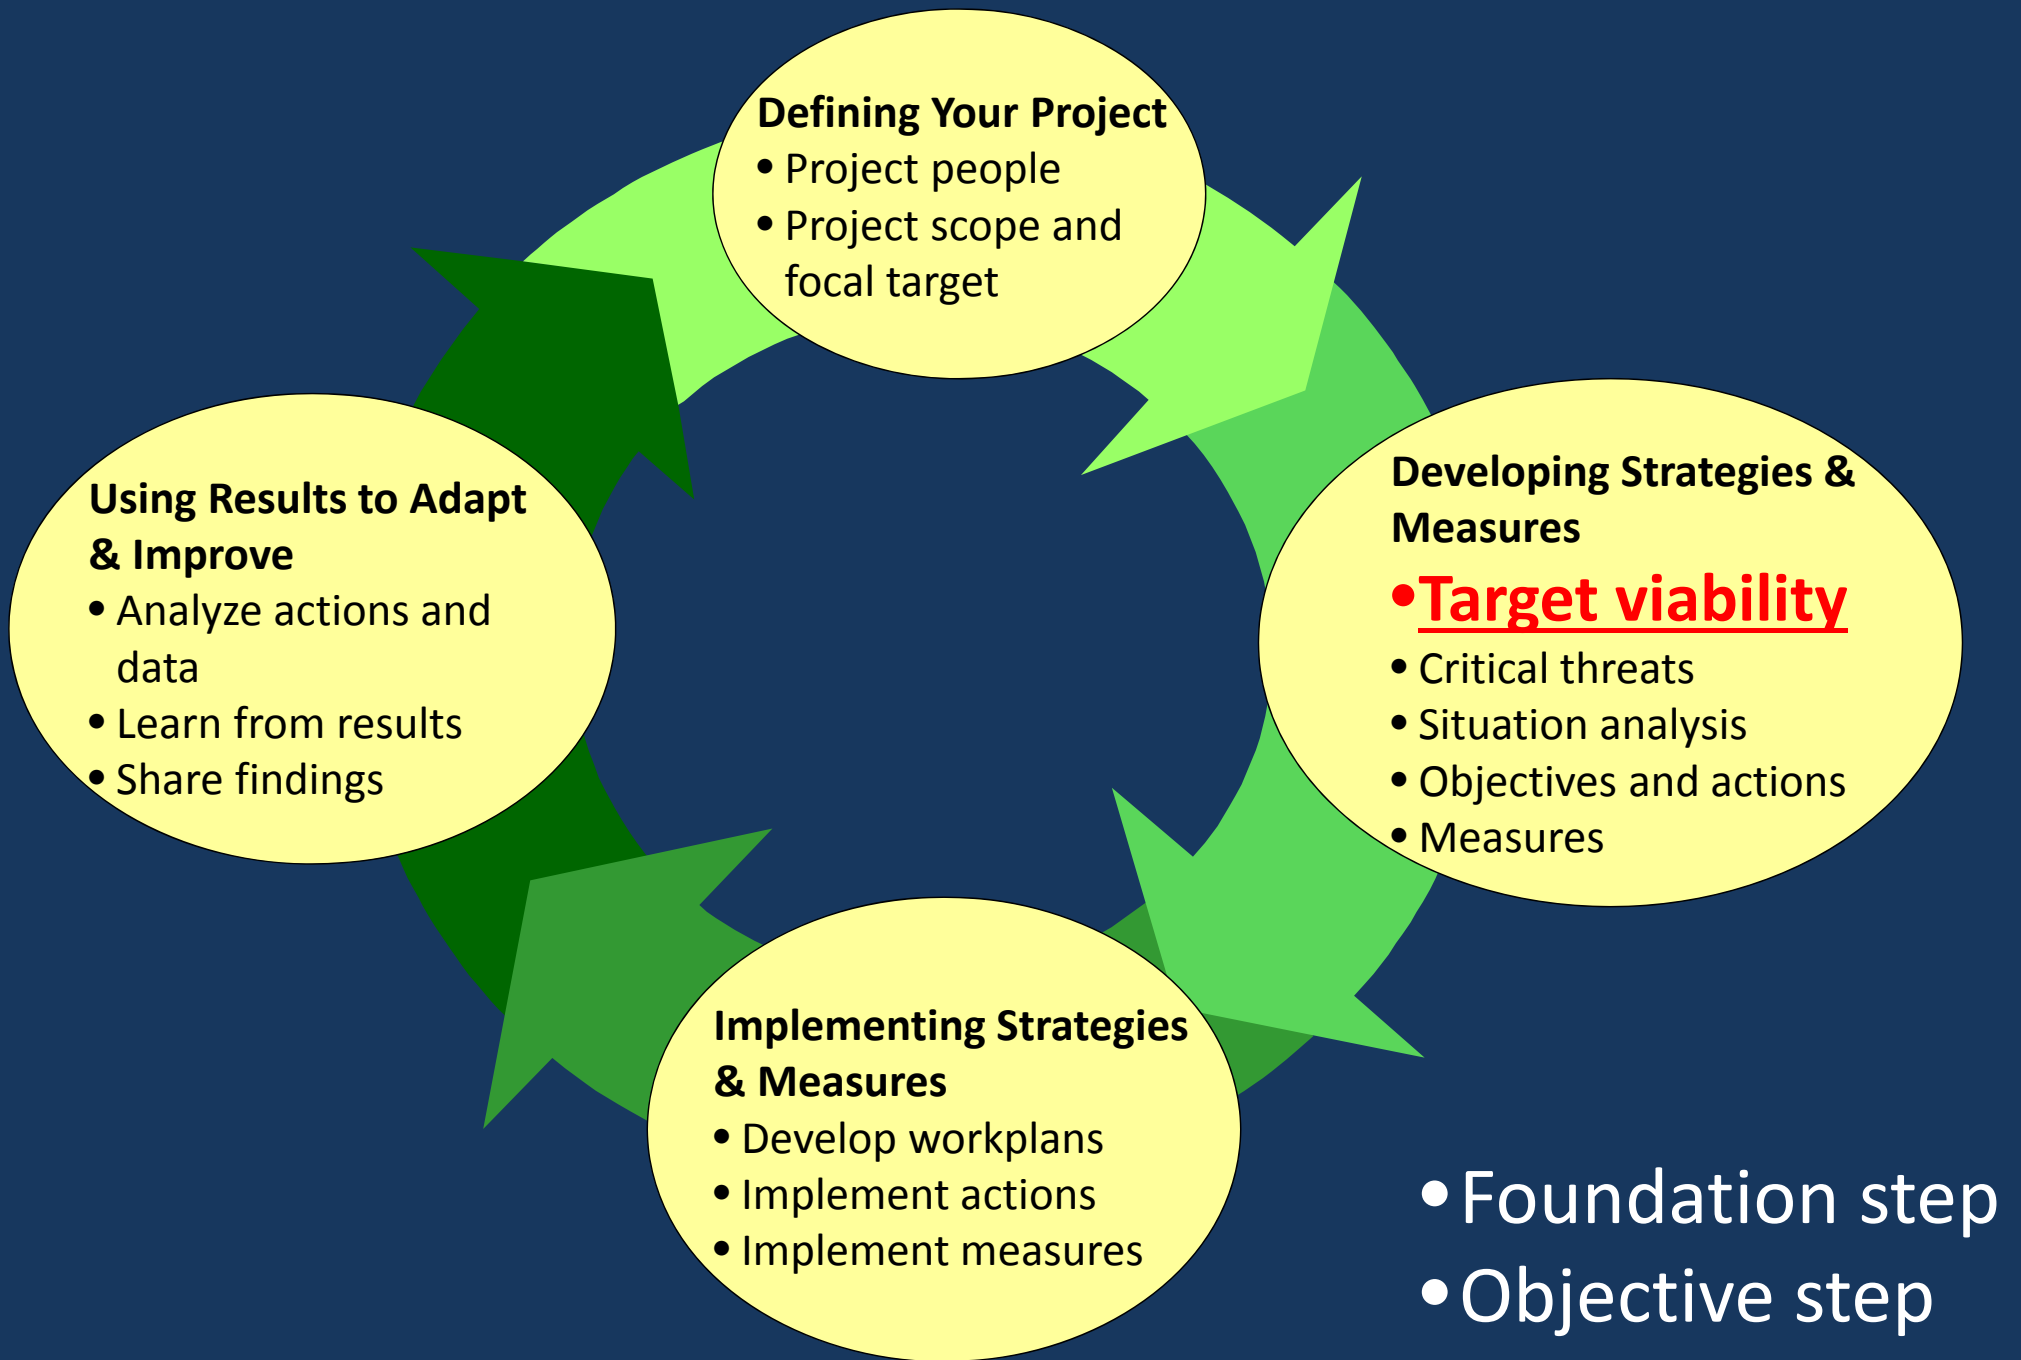 Defining Your Project
• Project people
• Project scope and
focal target
Developing Strategies &
Measures
•Target viability
• Critical threats
• Situation analysis
• Objectives and actions
• Measures
Implementing Strategies
& Measures
• Develop workplans
• Implement actions
• Implement measures
Using Results to Adapt
& Improve
• Analyze actions and
data
• Learn from results
• Share findings
•Foundation step
•Objective step